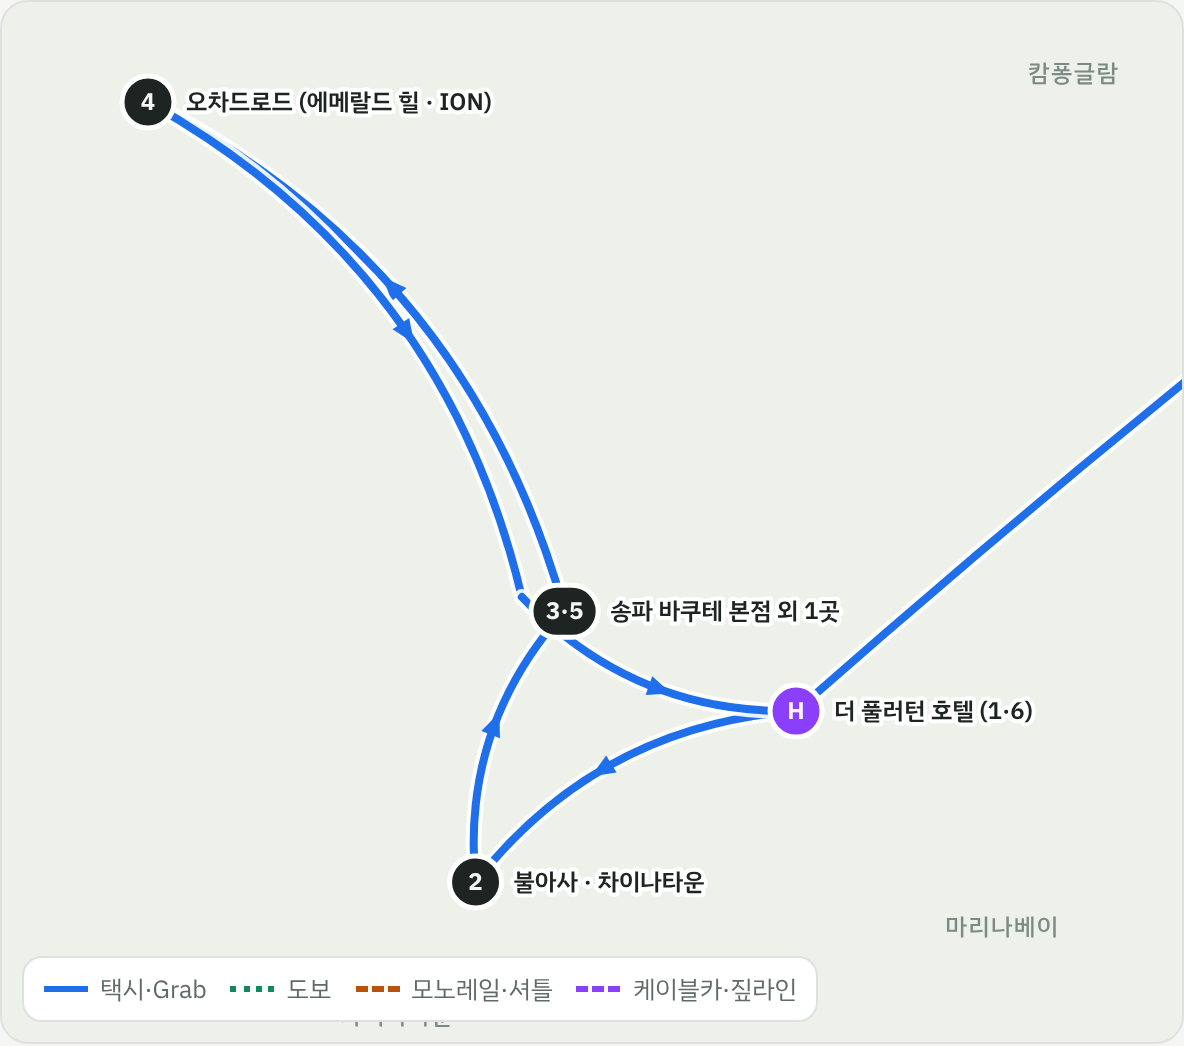 캄퐁글람
4 오차드로드 (에메랄드 힐 · ION)
3·5 송파 바쿠테 본점 외 1곳
H 더 풀러턴 호텔 (1·6)
2 불아사 · 차이나타운
마리나베이
택시·Grab 도보 모노레일·셔틀 케이블카·짚라인